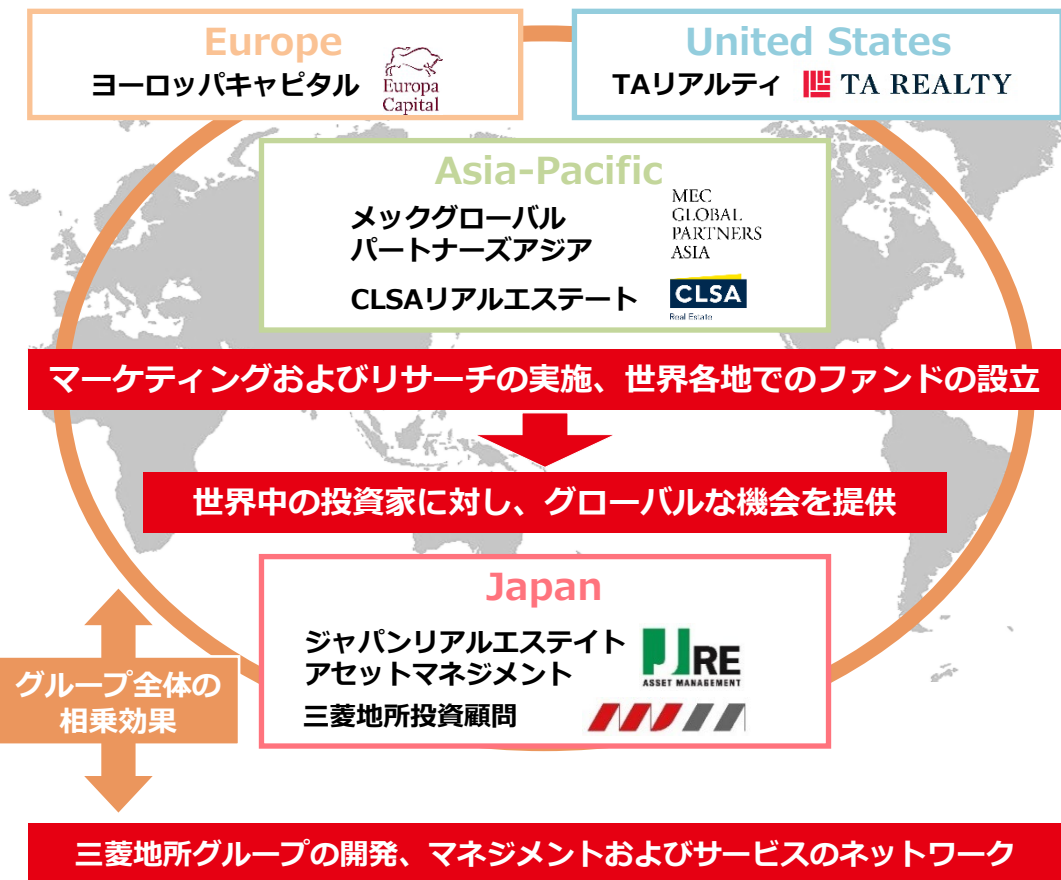 Europe
ヨーロッパキャピタル
Europa
Capital
United States
TAリアルティ
TA REALTY
Asia-Pacific
メックグローバル
パートナーズアジア
MEC
GLOBAL
PARTNERS
ASIA
CLSAリアルエステート
CLSA
Real Estate
マーケティングおよびリサーチの実施、世界各地でのファンドの設立
世界中の投資家に対し、グローバルな機会を提供
Japan
ジャパンリアルエステイト
アセットマネジメント
JRE
ASSET MANAGEMENT
三菱地所投資顧問
グループ全体の
相乗効果
三菱地所グループの開発、マネジメントおよびサービスのネットワーク